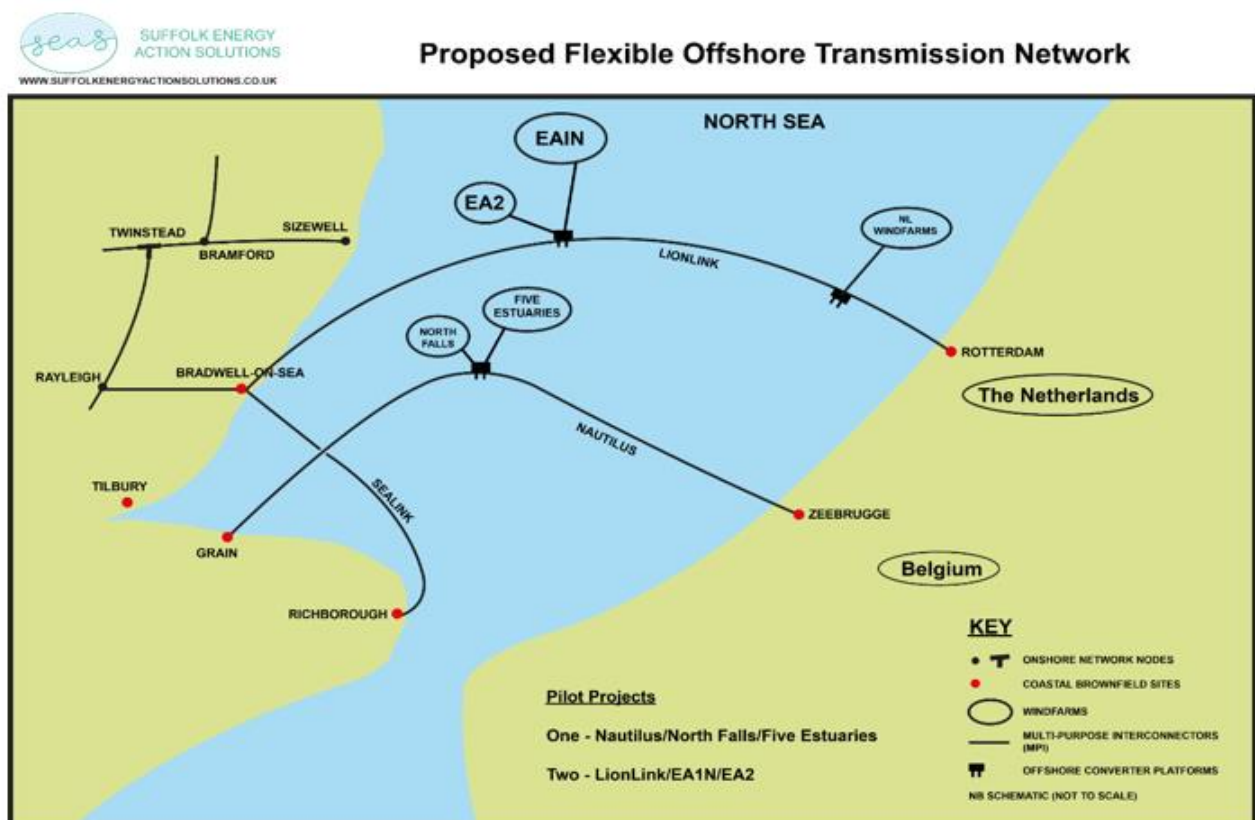 seas
SUFFOLK ENERGY
ACTION SOLUTIONS
WWW.SUFFOLKENERGYACTIONSOLUTIONS.CO.UK
Proposed Flexible Offshore Transmission Network
NORTH SEA
EAIN
EA2
NL
WINDFARMS
TWINSTEAD
SIZEWELL
BRAMFORD
LIONLINK
FIVE
ESTUARIES
NORTH
FALLS
ROTTERDAM
RAYLEIGH
BRADWELL-ON-SEA
The Netherlands
NAUTILUS
TILBURY
SEALINK
ZEEBRUGGE
GRAIN
Belgium
RICHBOROUGH
KEY
ONSHORE NETWORK NODES
COASTAL BROWNFIELD SITES
WINDFARMS
MULTI-PURPOSE INTERCONNECTORS
(MPI)
OFFSHORE CONVERTER PLATFORMS
NB SCHEMATIC (NOT TO SCALE)
Pilot Projects
One - Nautilus/North Falls/Five Estuaries
Two - LionLink/EA1N/EA2